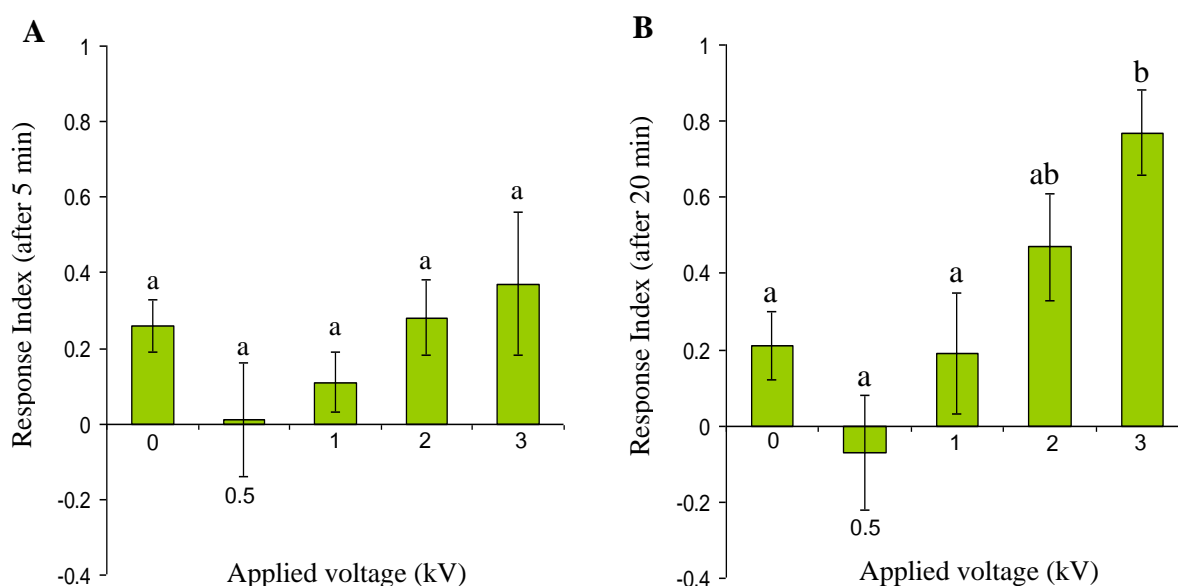 A
Response Index (after 5 min)
1
0.8
0.6
0.4
0.2
0
-0.2
-0.4
a
a
a
a
a
0
0.5
1
2
3
Applied voltage (kV)
B
Response Index (after 20 min)
1
0.8
0.6
0.4
0.2
0
-0.2
-0.4
a
a
a
ab
b
0
0.5
1
2
3
Applied voltage (kV)